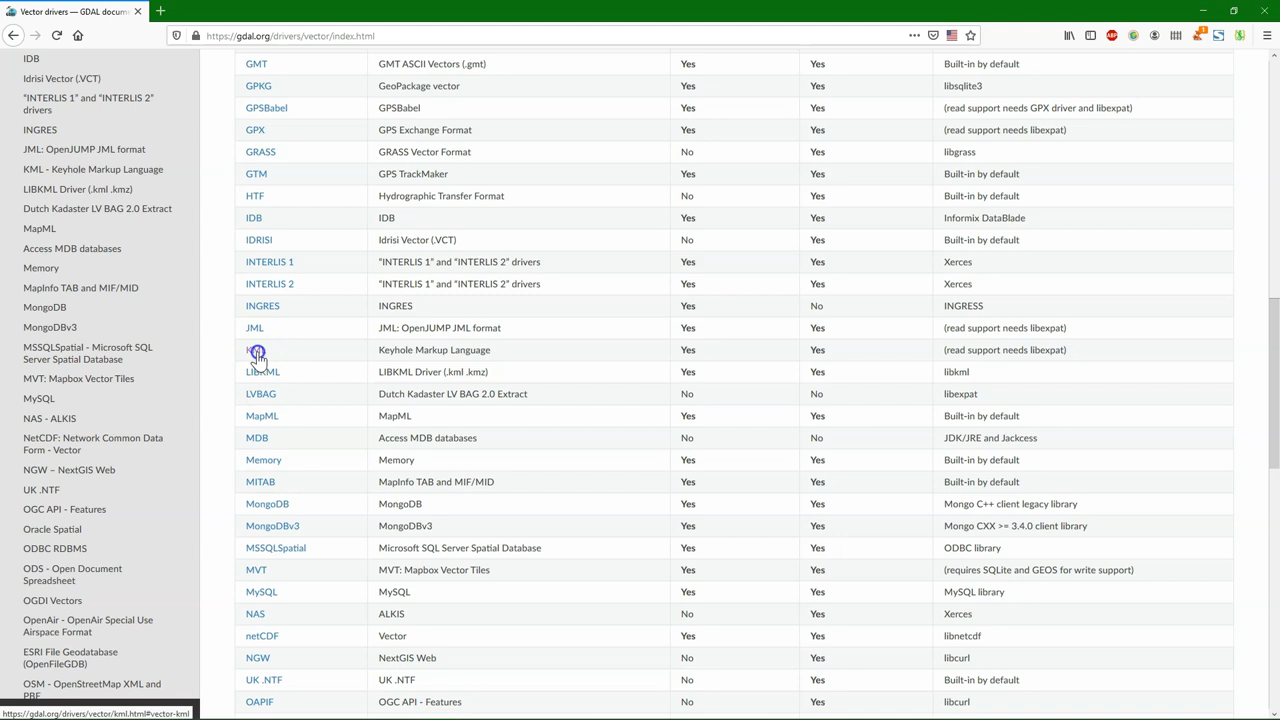 Vector drivers — GDAL docume
https://gdal.org/drivers/vector/index.html
IDB
Idrisi Vector (.VCT)
“INTERLIS 1” and “INTERLIS 2”
drivers
INGRES
JML: OpenJUMP JML format
KML - Keyhole Markup Language
LIBKML Driver (.kml .kmz)
Dutch Kadaster LV BAG 2.0 Extract
MapML
Access MDB databases
Memory
MapInfo TAB and MIF/MID
MongoDB
MongoDBv3
MSSQLSpatial - Microsoft SQL
Server Spatial Database
MVT: Mapbox Vector Tiles
MySQL
NAS - ALKIS
NetCDF: Network Common Data
Form - Vector
NGW – NextGIS Web
UK .NTF
OGC API - Features
Oracle Spatial
ODBC RDBMS
ODS - Open Document
Spreadsheet
OGDI Vectors
OpenAir - OpenAir Special Use
Airspace Format
ESRI File Geodatabase
(OpenFileGDB)
OSM - OpenStreetMap XML and
PBF
GMT GMT ASCII Vectors (.gmt) Yes Yes Built-in by default
GPKG GeoPackage vector Yes Yes libsqlite3
GPSBabel GPSBabel Yes Yes (read support needs GPX driver and libexpat)
GPX GPS Exchange Format Yes Yes (read support needs libexpat)
GRASS GRASS Vector Format No Yes libgrass
GTM GPS TrackMaker Yes Yes Built-in by default
HTF Hydrographic Transfer Format No Yes Built-in by default
IDB IDB Yes Yes Informix DataBlade
IDRISI Idrisi Vector (.VCT) No Yes Built-in by default
INTERLIS 1 “INTERLIS 1” and “INTERLIS 2” drivers Yes Yes Xerces
INTERLIS 2 “INTERLIS 1” and “INTERLIS 2” drivers Yes Yes Xerces
INGRES INGRES Yes No INGRESS
JML JML: OpenJUMP JML format Yes Yes (read support needs libexpat)
KML Keyhole Markup Language Yes Yes (read support needs libexpat)
LIBKML LIBKML Driver (.kml .kmz) Yes Yes libkml
LVBAG Dutch Kadaster LV BAG 2.0 Extract No No libexpat
MapML MapML Yes Yes Built-in by default
MDB Access MDB databases No No JDK/JRE and Jackcess
Memory Memory Yes Yes Built-in by default
MITAB MapInfo TAB and MIF/MID Yes Yes Built-in by default
MongoDB MongoDB Yes Yes Mongo C++ client legacy library
MongoDBv3 MongoDBv3 Yes Yes Mongo CXX >= 3.4.0 client library
MSSQLSpatial Microsoft SQL Server Spatial Database Yes Yes ODBC library
MVT MVT: Mapbox Vector Tiles Yes Yes (requires SQLite and GEOS for write support)
MySQL MySQL Yes Yes MySQL library
NAS ALKIS No Yes Xerces
netCDF Vector Yes Yes libnetcdf
NGW NextGIS Web No Yes libcurl
UK .NTF UK .NTF No Yes Built-in by default
OAPIF OGC API - Features No Yes libcurl
https://gdal.org/drivers/vector/kml.html#vector-kml